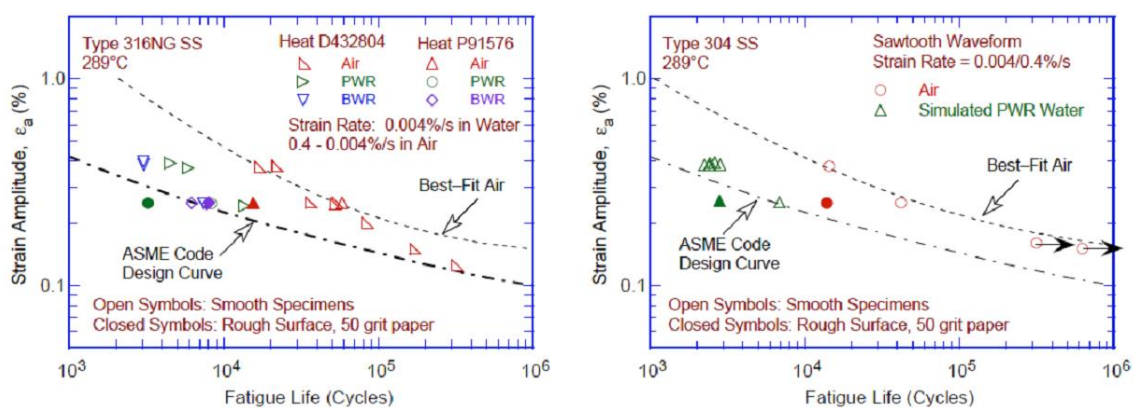 Type 316NG SS
289°C
Heat D432804
Heat P91576
Air
Air
PWR
PWR
BWR
BWR
Strain Rate: 0.004%/s in Water
0.4 - 0.004%/s in Air
Best–Fit Air
ASME Code
Design Curve
Open Symbols: Smooth Specimens
Closed Symbols: Rough Surface, 50 grit paper
1.0
0.1
Strain Amplitude, εa (%)
10³ 10⁴ 10⁵ 10⁶
Fatigue Life (Cycles)
Type 304 SS
289°C
Sawtooth Waveform
Strain Rate = 0.004/0.4%/s
Air
Simulated PWR Water
Best–Fit Air
ASME Code
Design Curve
Open Symbols: Smooth Specimens
Closed Symbols: Rough Surface, 50 grit paper
1.0
0.1
Strain Amplitude, εa (%)
10³ 10⁴ 10⁵ 10⁶
Fatigue Life (Cycles)